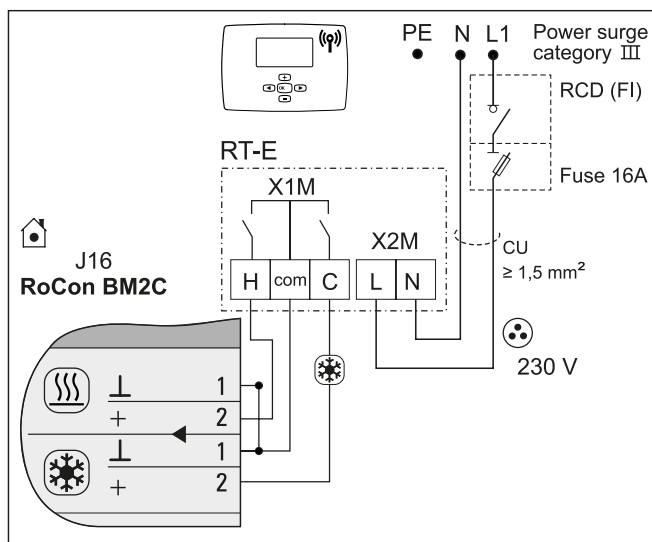 PE N L1
Power surge
category III
RCD (FI)
Fuse 16A
OK
RT-E
X1M
X2M
H com C
L N
CU
≥ 1,5 mm²
230 V
J16
RoCon BM2C
⊥ 1
+ 2
⊥ 1
+ 2